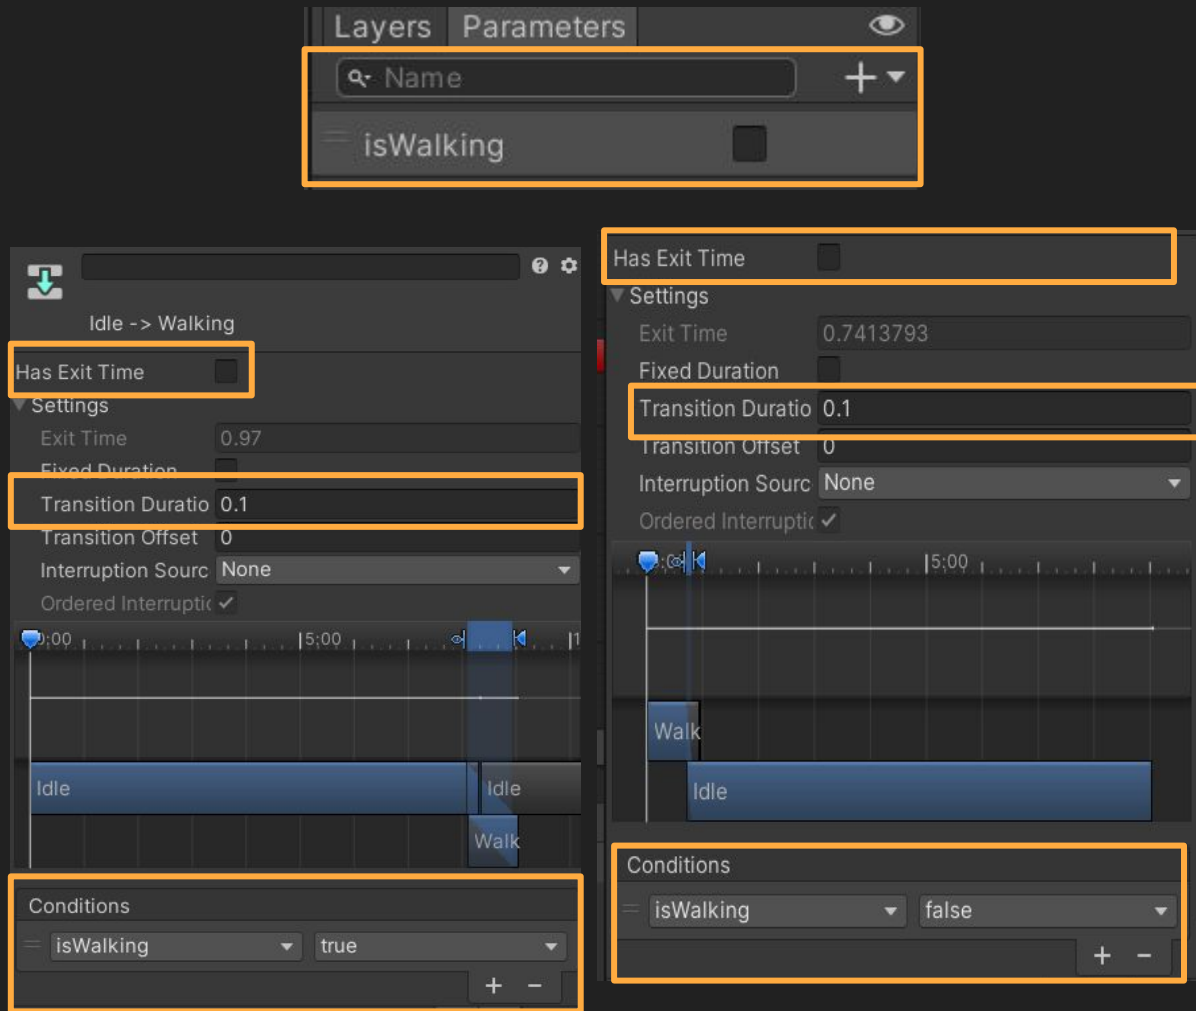 Layers Parameters
Name
isWalking
Idle -> Walking
Has Exit Time
Settings
Exit Time 0.97
Fixed Duration
Transition Duratio 0.1
Transition Offset 0
Interruption Sourc None
Ordered Interruptic
0:00 5:00 1
Idle Idle
Walk
Conditions
isWalking true
+ -
Has Exit Time
Settings
Exit Time 0.7413793
Fixed Duration
Transition Duratio 0.1
Transition Offset 0
Interruption Sourc None
Ordered Interruptic
5:00
Walk
Idle
Conditions
isWalking false
+ -